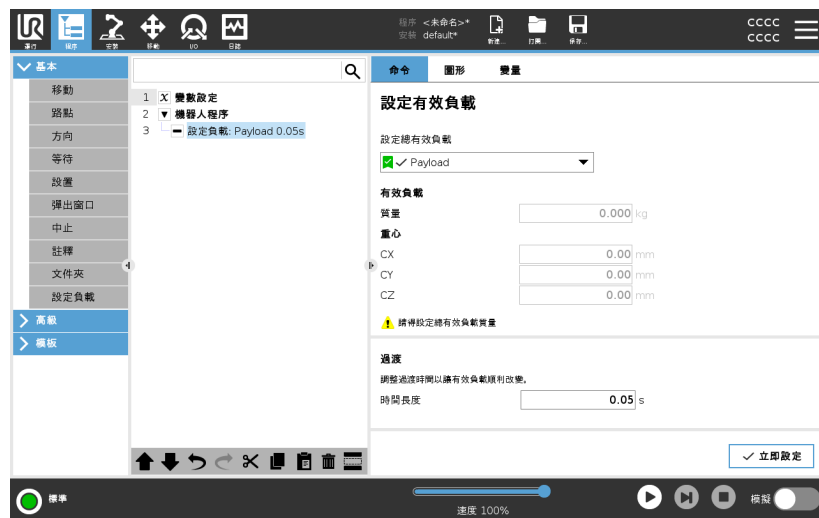 UR
運行
程序
安裝
移動
I/O
日誌
程序 <未命名>*
安裝 default*
新建...
打開...
保存...
CCCC
CCCC
基本
移動
路點
方向
等待
設置
彈出窗口
中止
註釋
文件夾
設定負載
高級
模板
1 X 變數設定
2 ▼ 機器人程序
3 設定負載: Payload 0.05s
命令 圖形 變量
設定有效負載
設定總有效負載
Payload
有效負載
質量 0.000 kg
重心
CX 0.00 mm
CY 0.00 mm
CZ 0.00 mm
請得設定總有效負載質量
過渡
調整過渡時間以讓有效負載順利改變。
時間長度 0.05 s
立即設定
標準
速度 100%
模擬